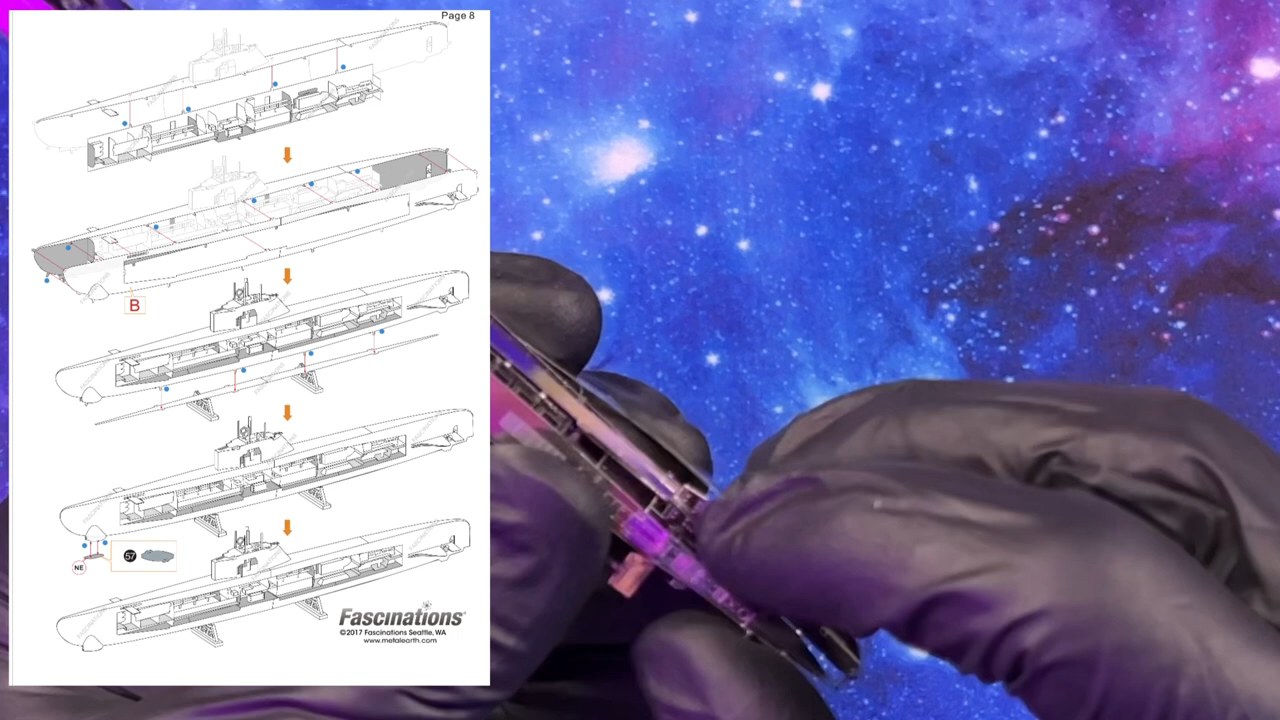 Page 8
B
57
NE
Fascinations
©2017 Fascinations Seattle, WA
www.metalearth.com